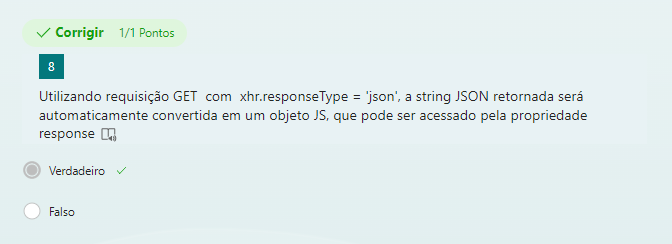 Corrigir 1/1 Pontos
8
Utilizando requisição GET com xhr.responseType = 'json', a string JSON retornada será
automaticamente convertida em um objeto JS, que pode ser acessado pela propriedade
response
Verdadeiro
Falso